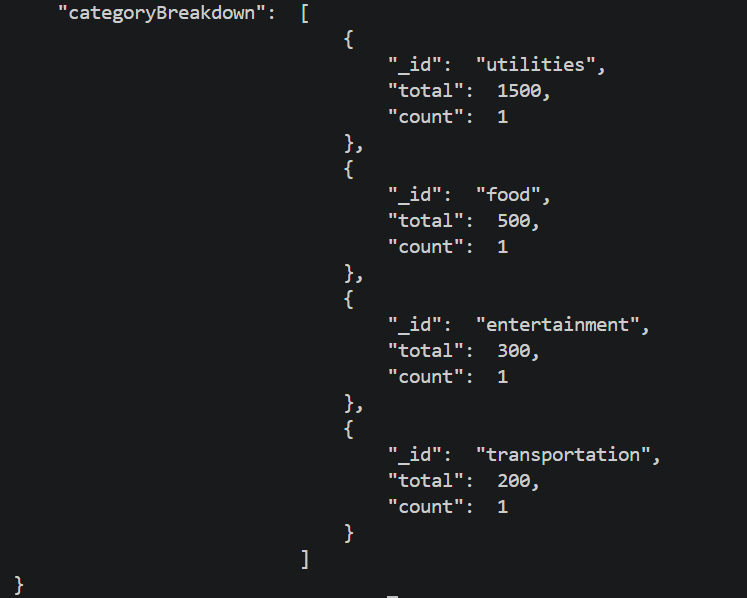 "categoryBreakdown":  [
{
"_id":  "utilities",
"total":  1500,
"count":  1
},
{
"_id":  "food",
"total":  500,
"count":  1
},
{
"_id":  "entertainment",
"total":  300,
"count":  1
},
{
"_id":  "transportation",
"total":  200,
"count":  1
}
]
}